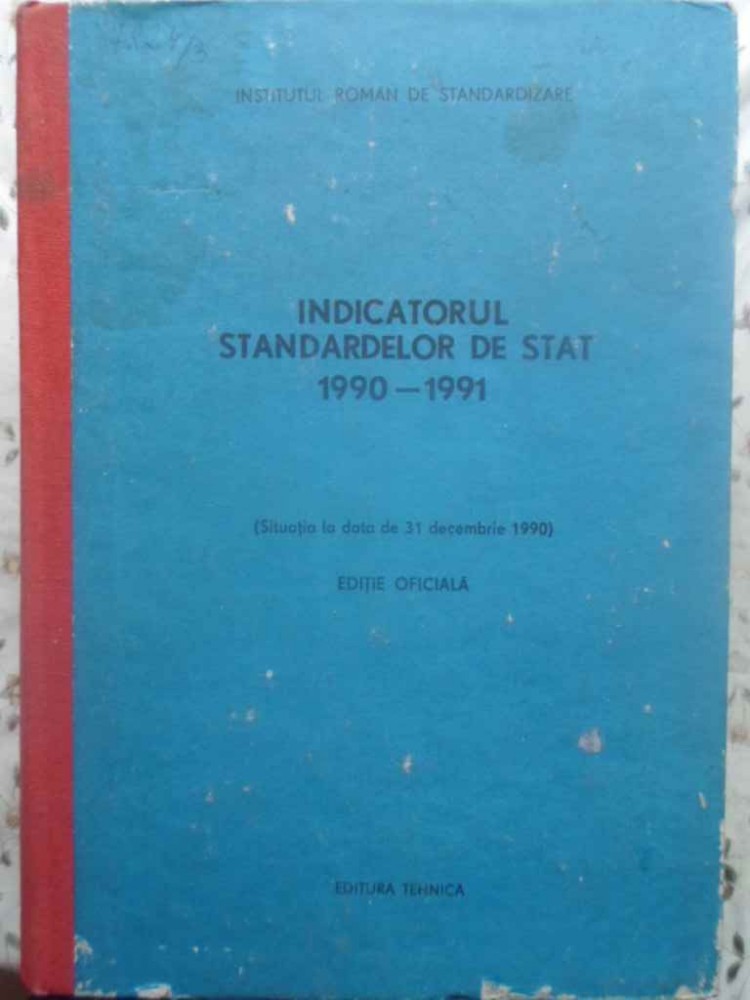 INSTITUTUL ROMAN DE STANDARDIZARE
INDICATORUL
STANDARDELOR DE STAT
1990 — 1991
(Situația la data de 31 decembrie 1990)
EDIȚIE OFICIALĂ
EDITURA TEHNICA